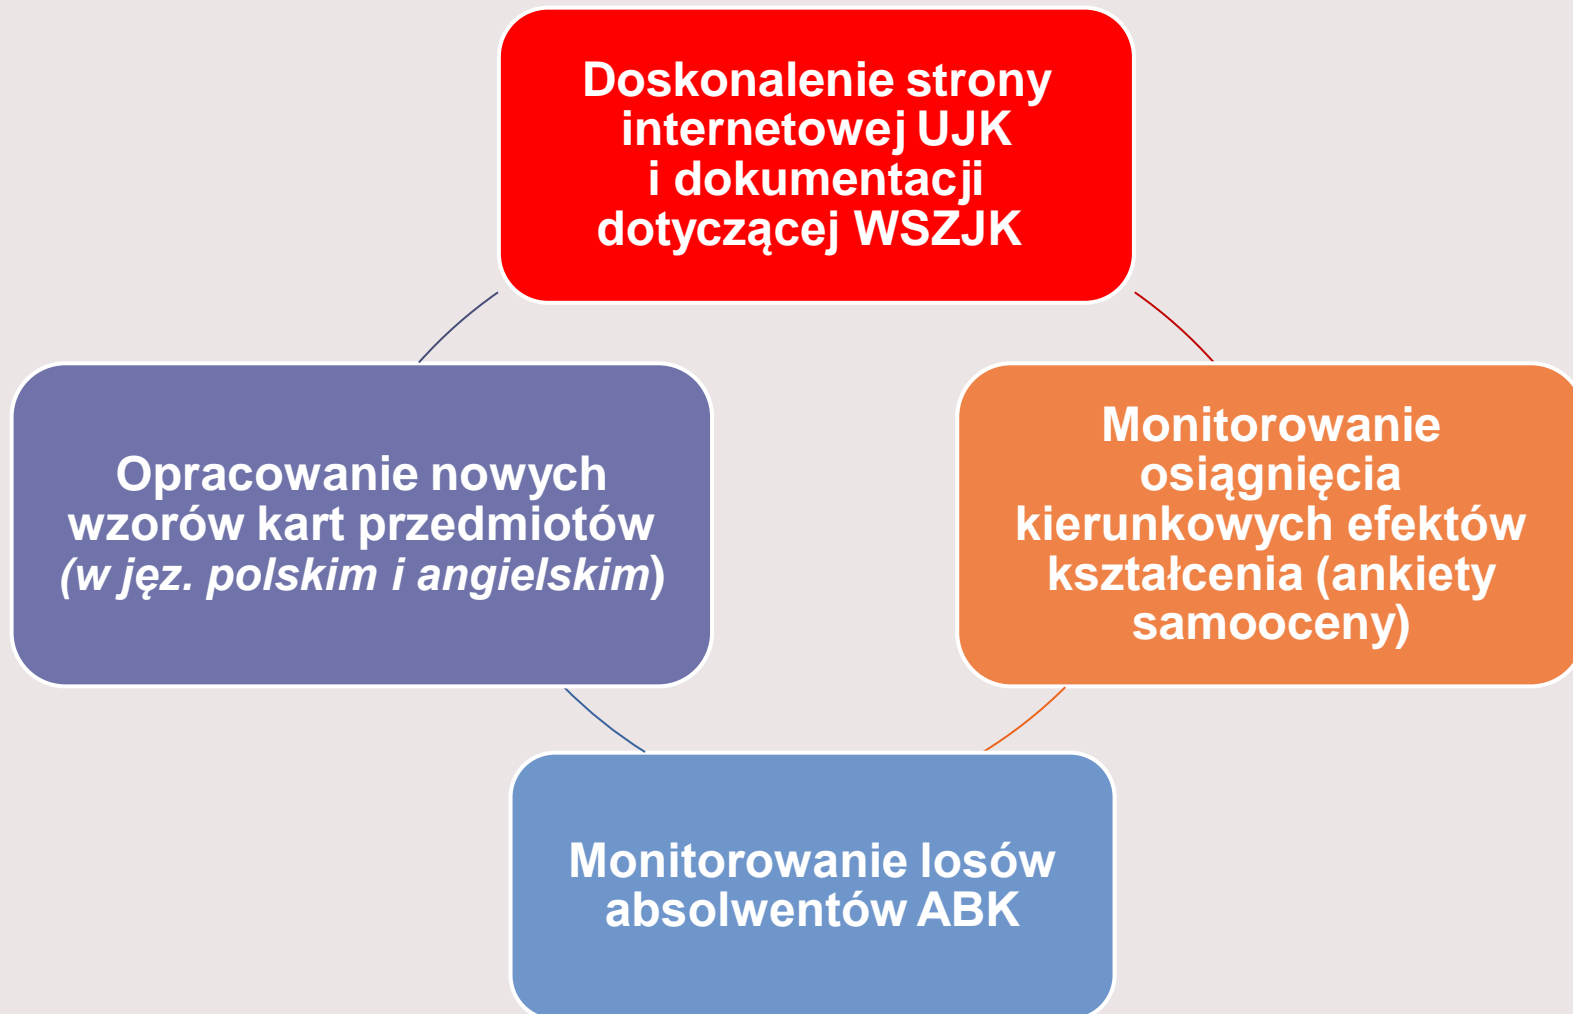 Doskonalenie strony
internetowej UJK
i dokumentacji
dotyczącej WSZJK
Opracowanie nowych
wzorów kart przedmiotów
(w jęz. polskim i angielskim)
Monitorowanie
osiągnięcia
kierunkowych efektów
kształcenia (ankiety
samooceny)
Monitorowanie losów
absolwentów ABK